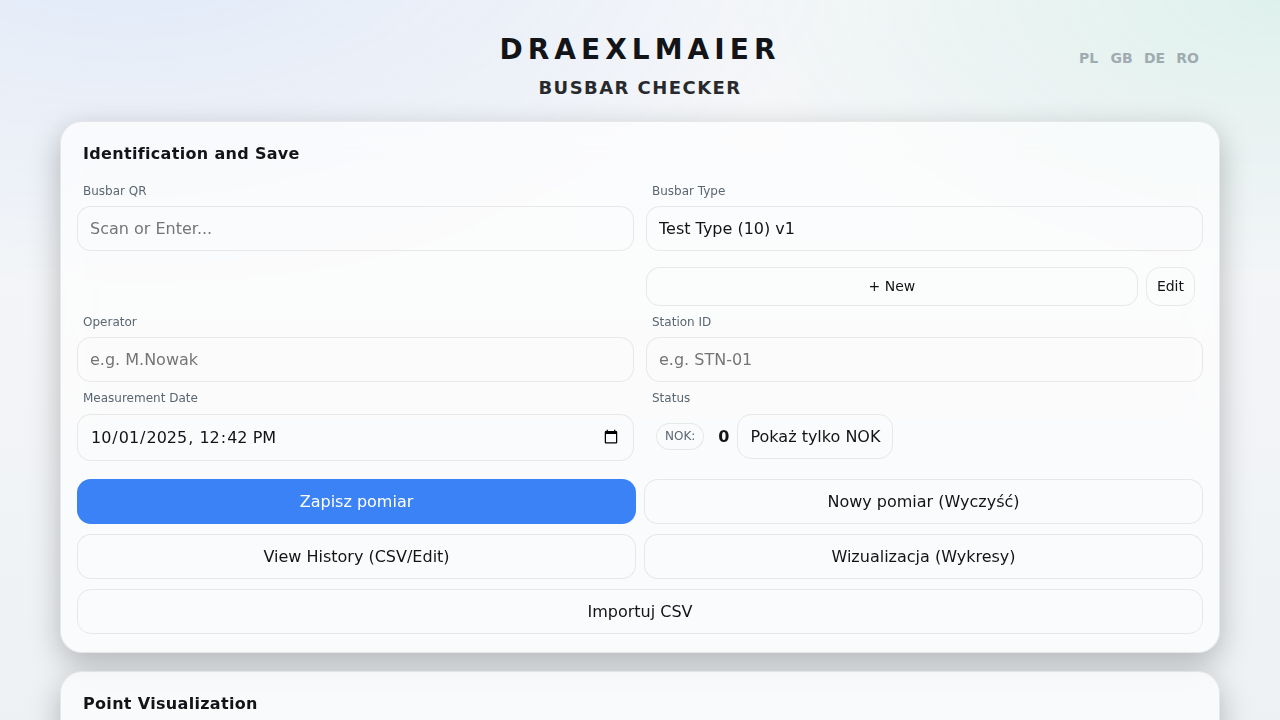 DRAEXLMAIER
BUSBAR CHECKER
PL GB DE RO
Identification and Save
Busbar QR
Scan or Enter...
Busbar Type
Test Type (10) v1
+ New
Edit
Operator
e.g. M.Nowak
Station ID
e.g. STN-01
Measurement Date
10/01/2025, 12:42 PM
Status
NOK: 0 Pokaż tylko NOK
Zapisz pomiar
Nowy pomiar (Wyczyść)
View History (CSV/Edit)
Wizualizacja (Wykresy)
Importuj CSV
Point Visualization